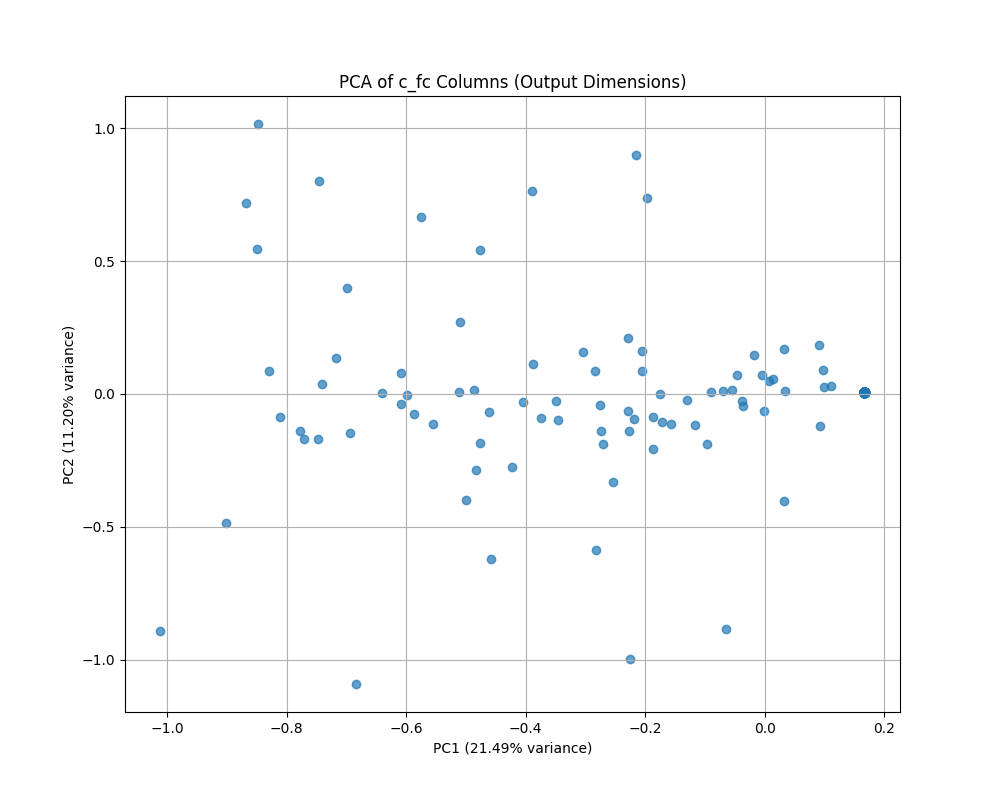 PCA of c_fc Columns (Output Dimensions)
1.0
0.5
0.0
−0.5
−1.0
PC2 (11.20% variance)
−1.0 −0.8 −0.6 −0.4 −0.2 0.0 0.2
PC1 (21.49% variance)